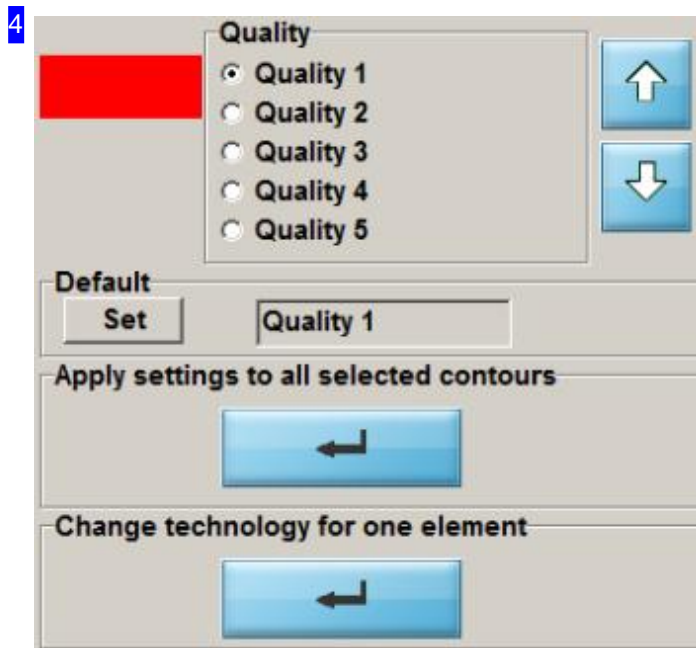 4
Quality
Quality 1
Quality 2
Quality 3
Quality 4
Quality 5
Default
Set Quality 1
Apply settings to all selected contours
Change technology for one element